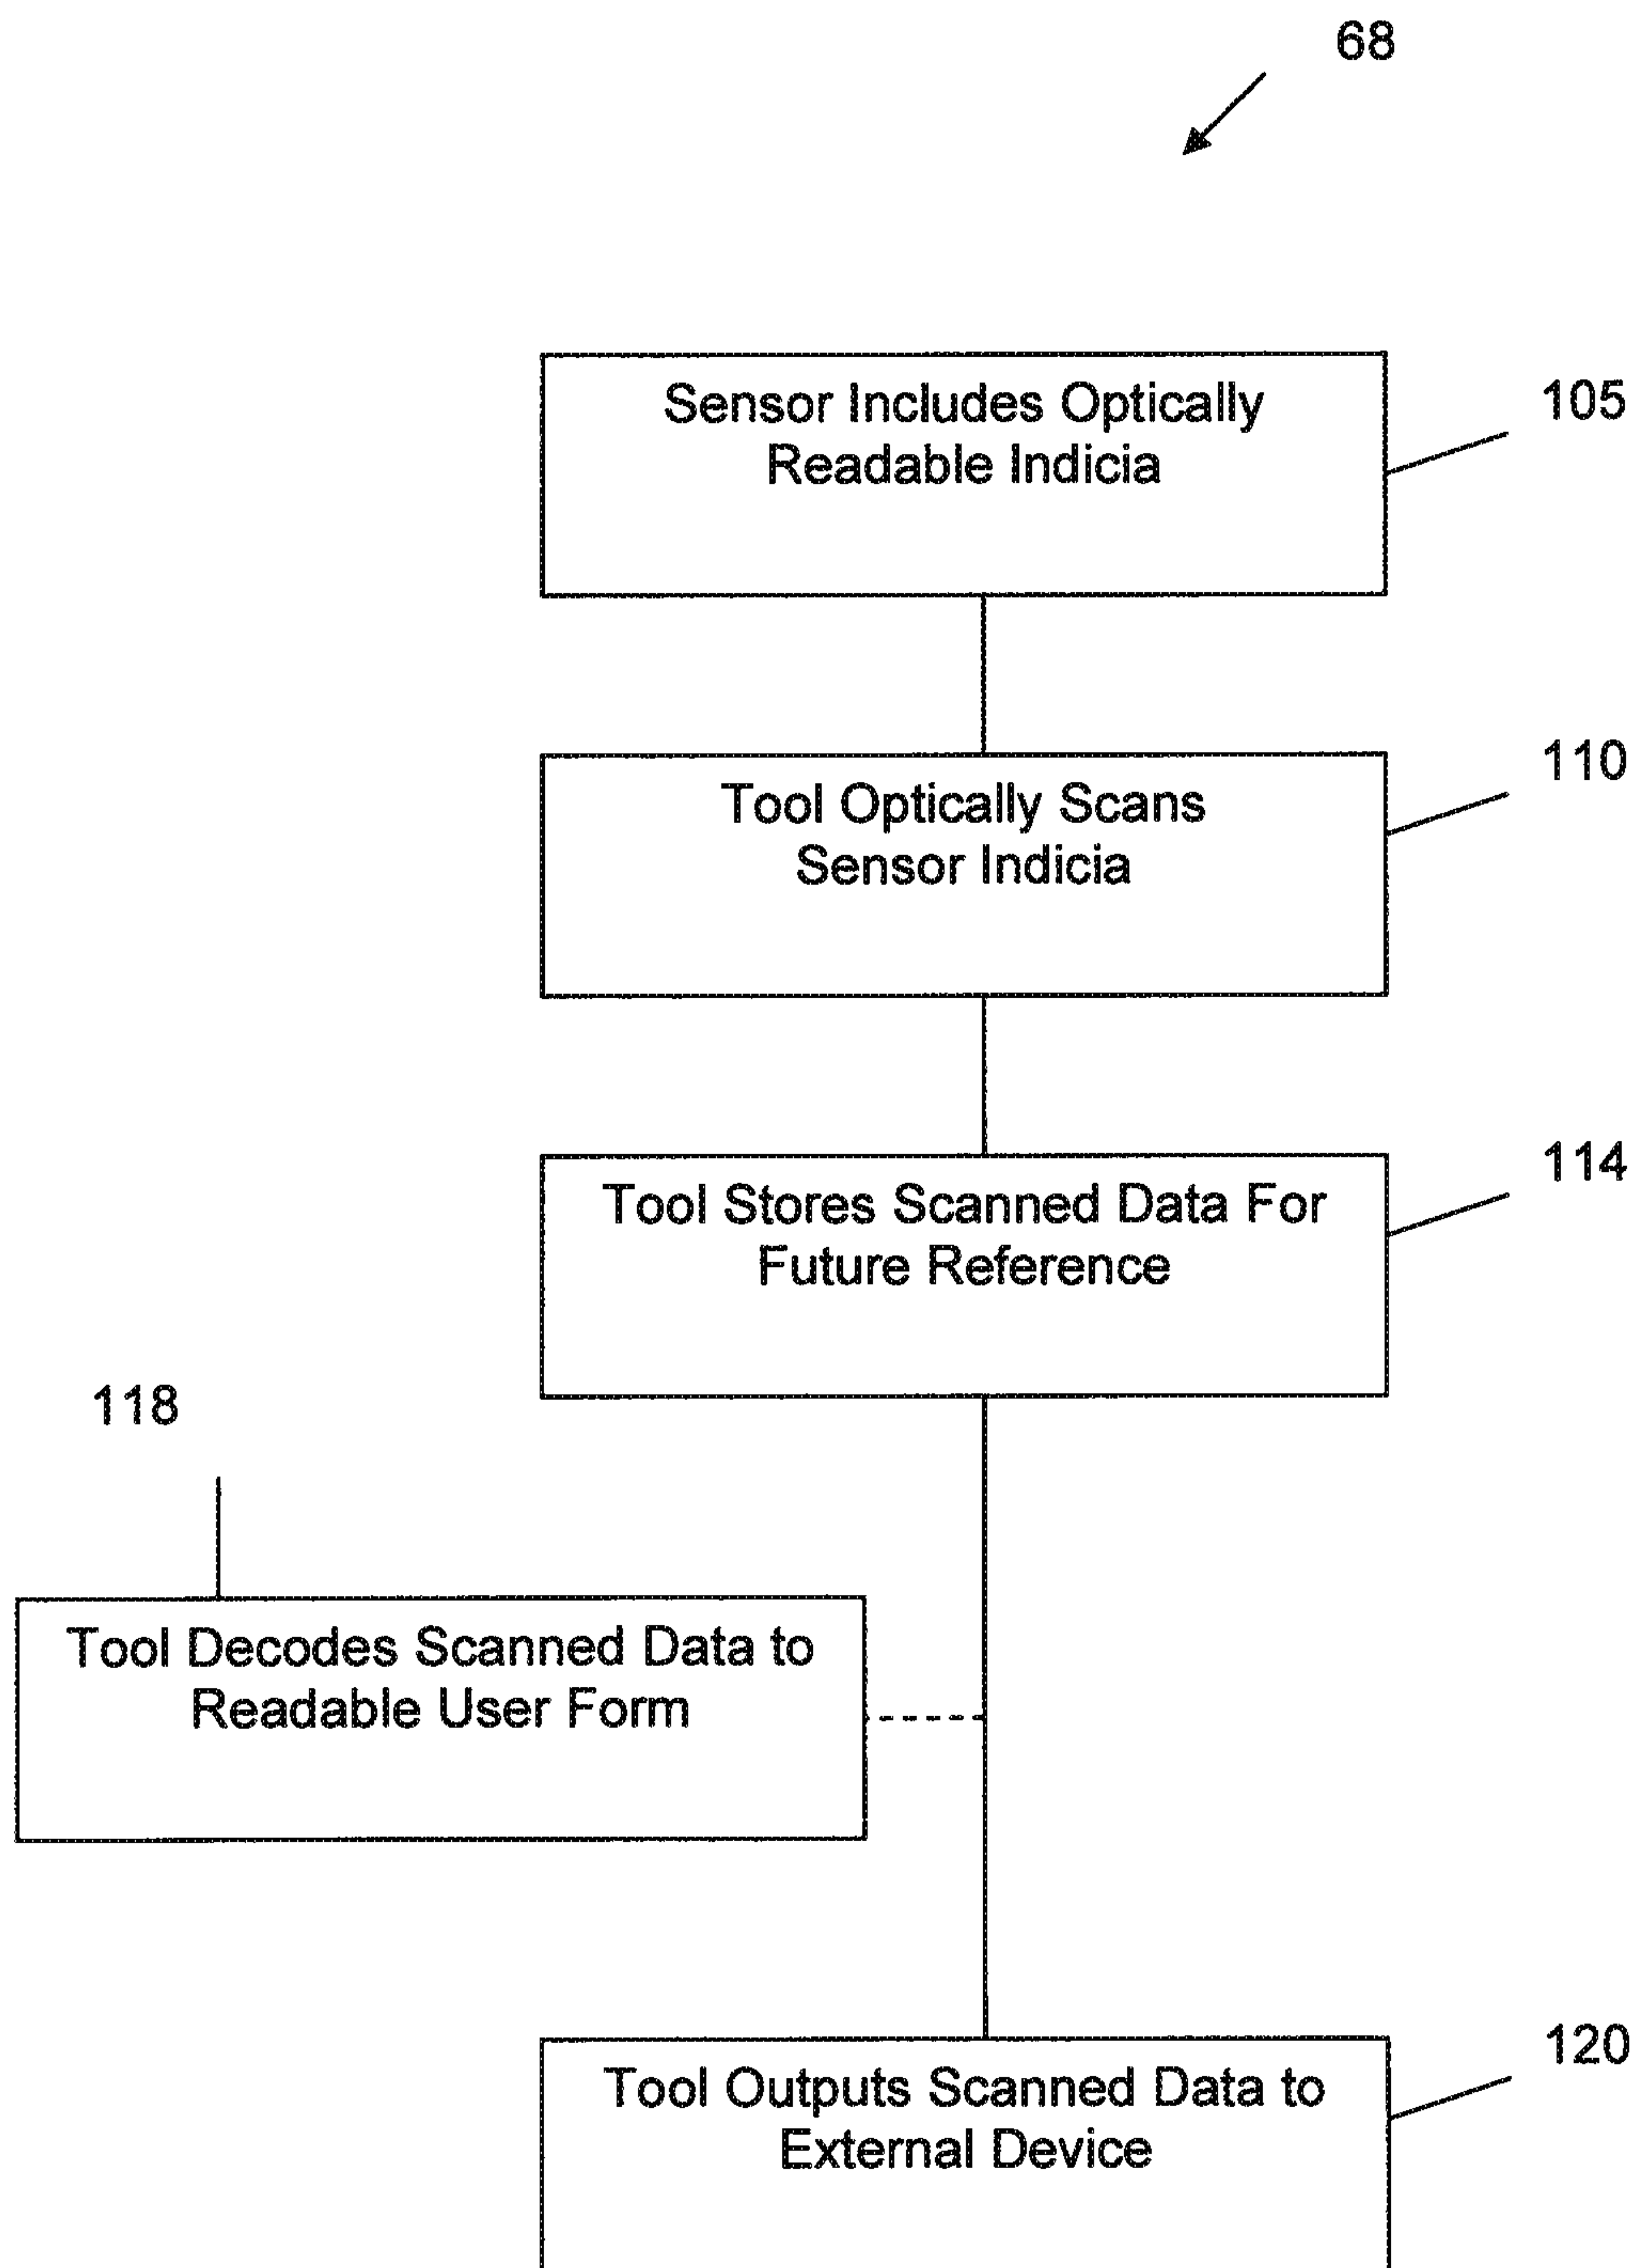 68
Sensor Includes Optically
Readable Indicia
105
Tool Optically Scans
Sensor Indicia
110
Tool Stores Scanned Data For
Future Reference
114
118
Tool Decodes Scanned Data to
Readable User Form
Tool Outputs Scanned Data to
External Device
120